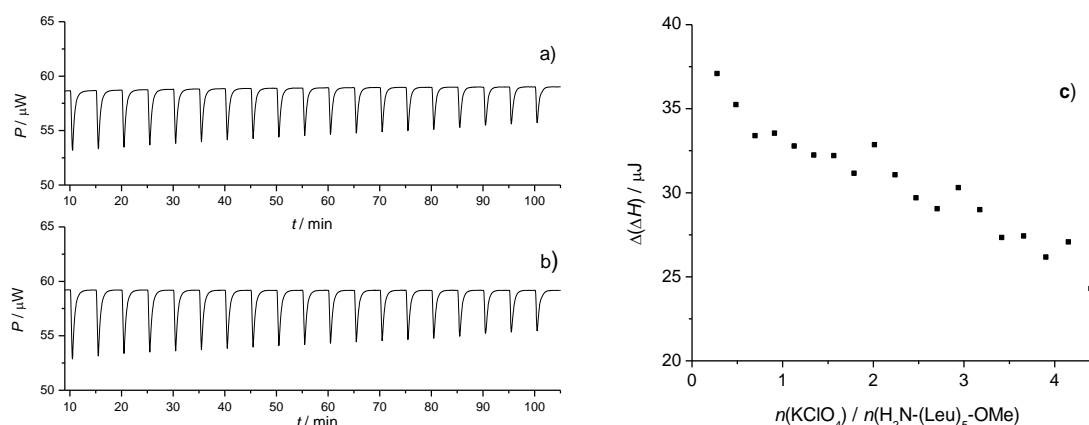 65
60
55
50
P / μW
a)
10 20 30 40 50 60 70 80 90 100
t / min
65
60
55
50
P / μW
b)
10 20 30 40 50 60 70 80 90 100
t / min
40
35
30
25
20
Δ(ΔH) / μJ
c)
0 1 2 3 4
n(KClO₄) / n(H₂N-(Leu)₅-OMe)